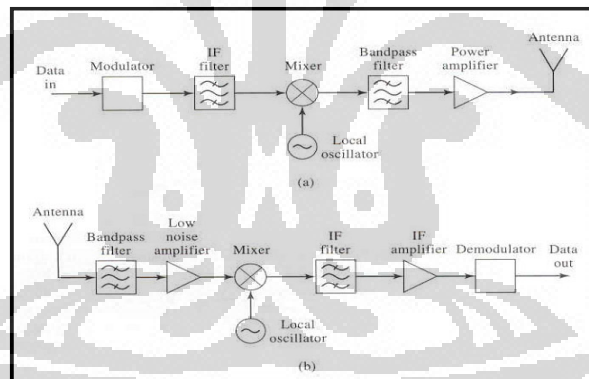 Data
in
Modulator
IF
filter
Mixer
Bandpass
filter
Power
amplifier
Antenna
Local
oscillator
(a)
Antenna
Bandpass
filter
Low
noise
amplifier
Mixer
IF
filter
IF
amplifier
Demodulator
Data
out
Local
oscillator
(b)